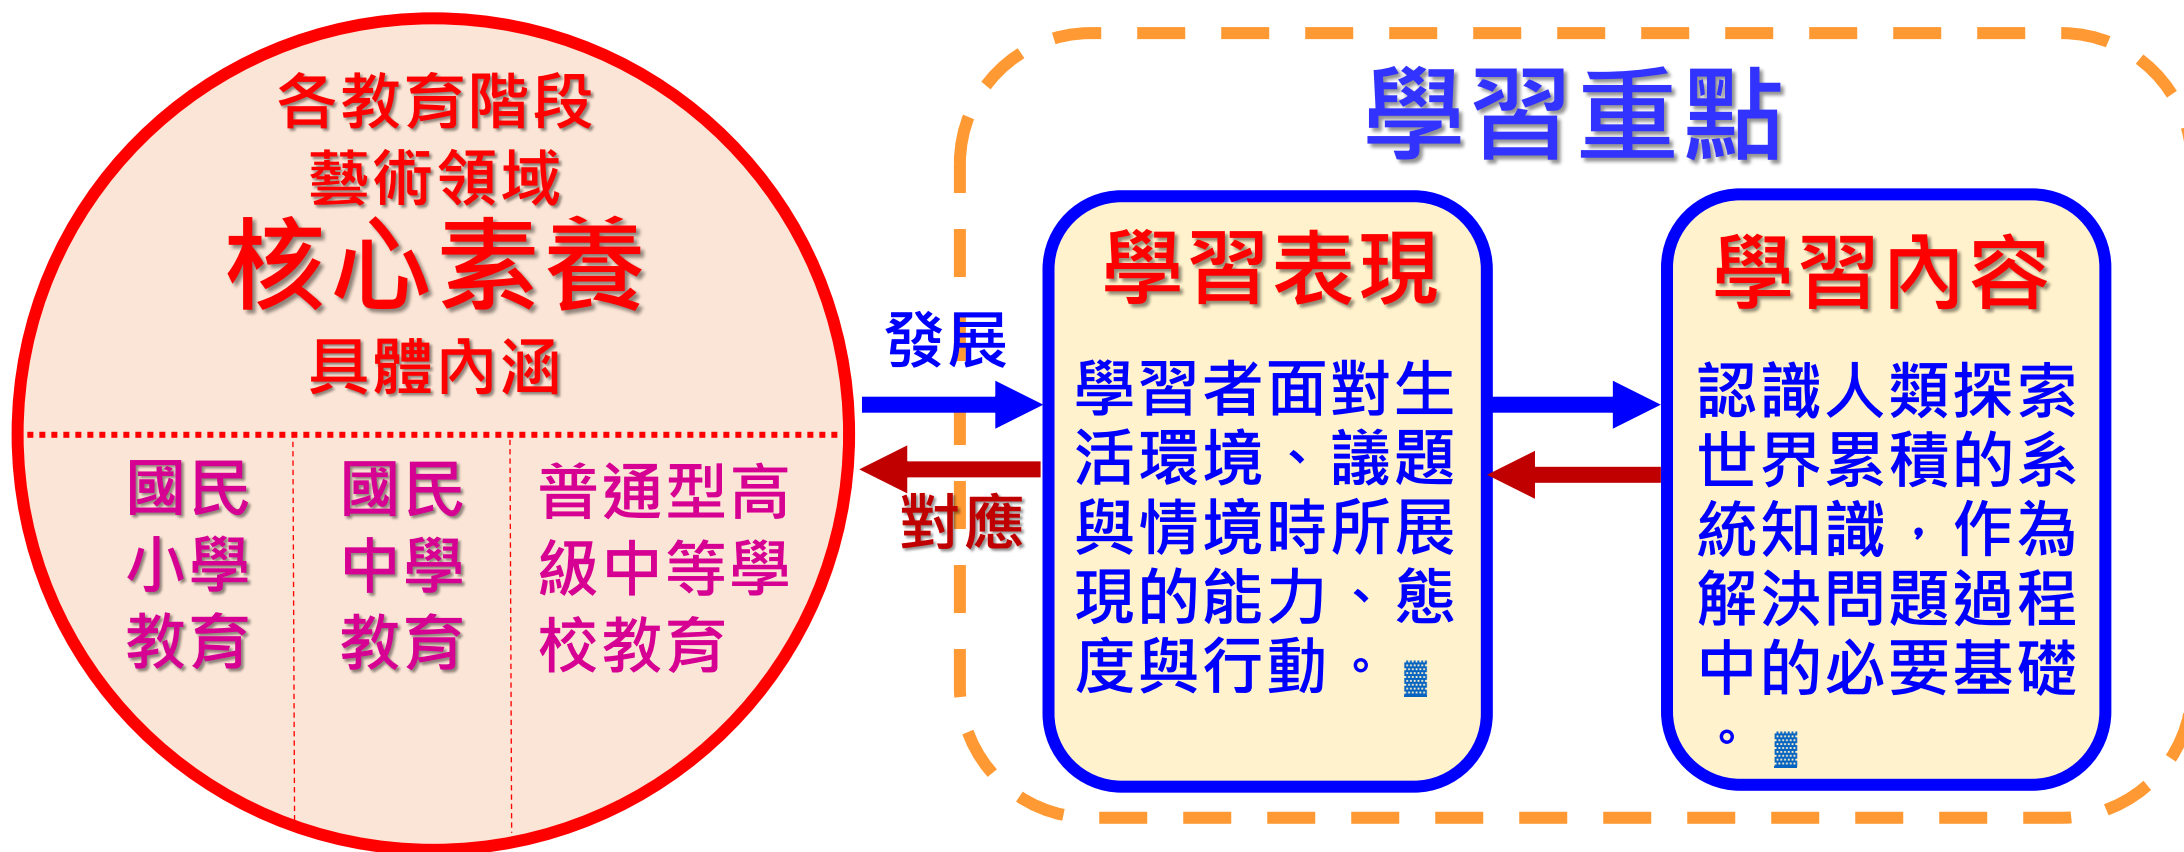 各教育階段
藝術領域
核心素養
具體內涵
國民
小學
教育
國民
中學
教育
普通型高
級中等學
校教育
發展
對應
學習重點
學習表現
學習者面對生
活環境、議題
與情境時所展
現的能力、態
度與行動。▓
學習內容
認識人類探索
世界累積的系
統知識，作為
解決問題過程
中的必要基礎
。▓